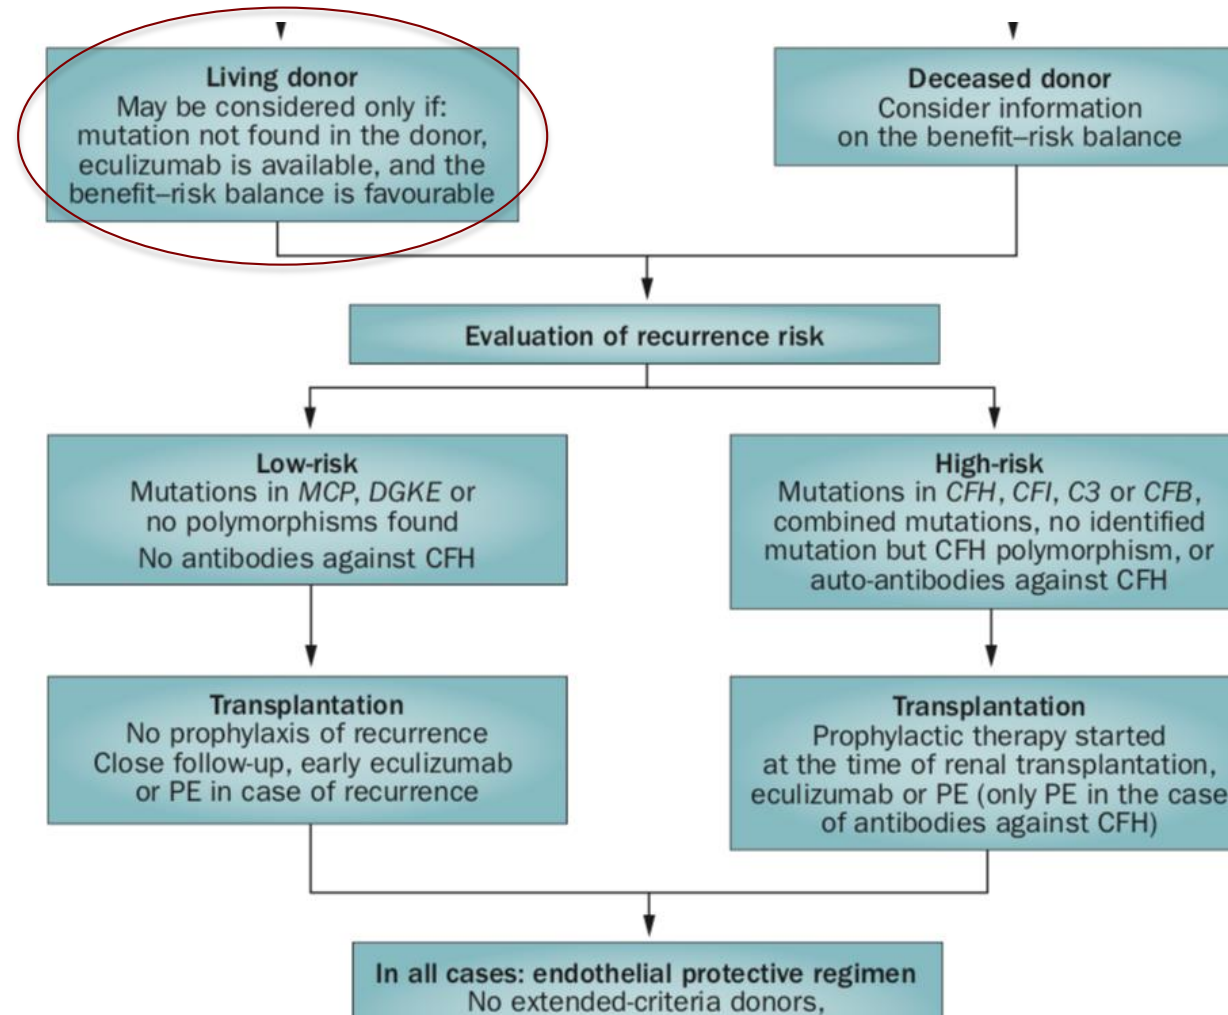 Living donor
May be considered only if:
mutation not found in the donor,
eculizumab is available, and the
benefit–risk balance is favourable
Deceased donor
Consider information
on the benefit–risk balance
Evaluation of recurrence risk
Low-risk
Mutations in MCP, DGKE or
no polymorphisms found
No antibodies against CFH
High-risk
Mutations in CFH, CFI, C3 or CFB,
combined mutations, no identified
mutation but CFH polymorphism, or
auto-antibodies against CFH
Transplantation
No prophylaxis of recurrence
Close follow-up, early eculizumab
or PE in case of recurrence
Transplantation
Prophylactic therapy started
at the time of renal transplantation,
eculizumab or PE (only PE in the case
of antibodies against CFH)
In all cases: endothelial protective regimen
No extended-criteria donors,